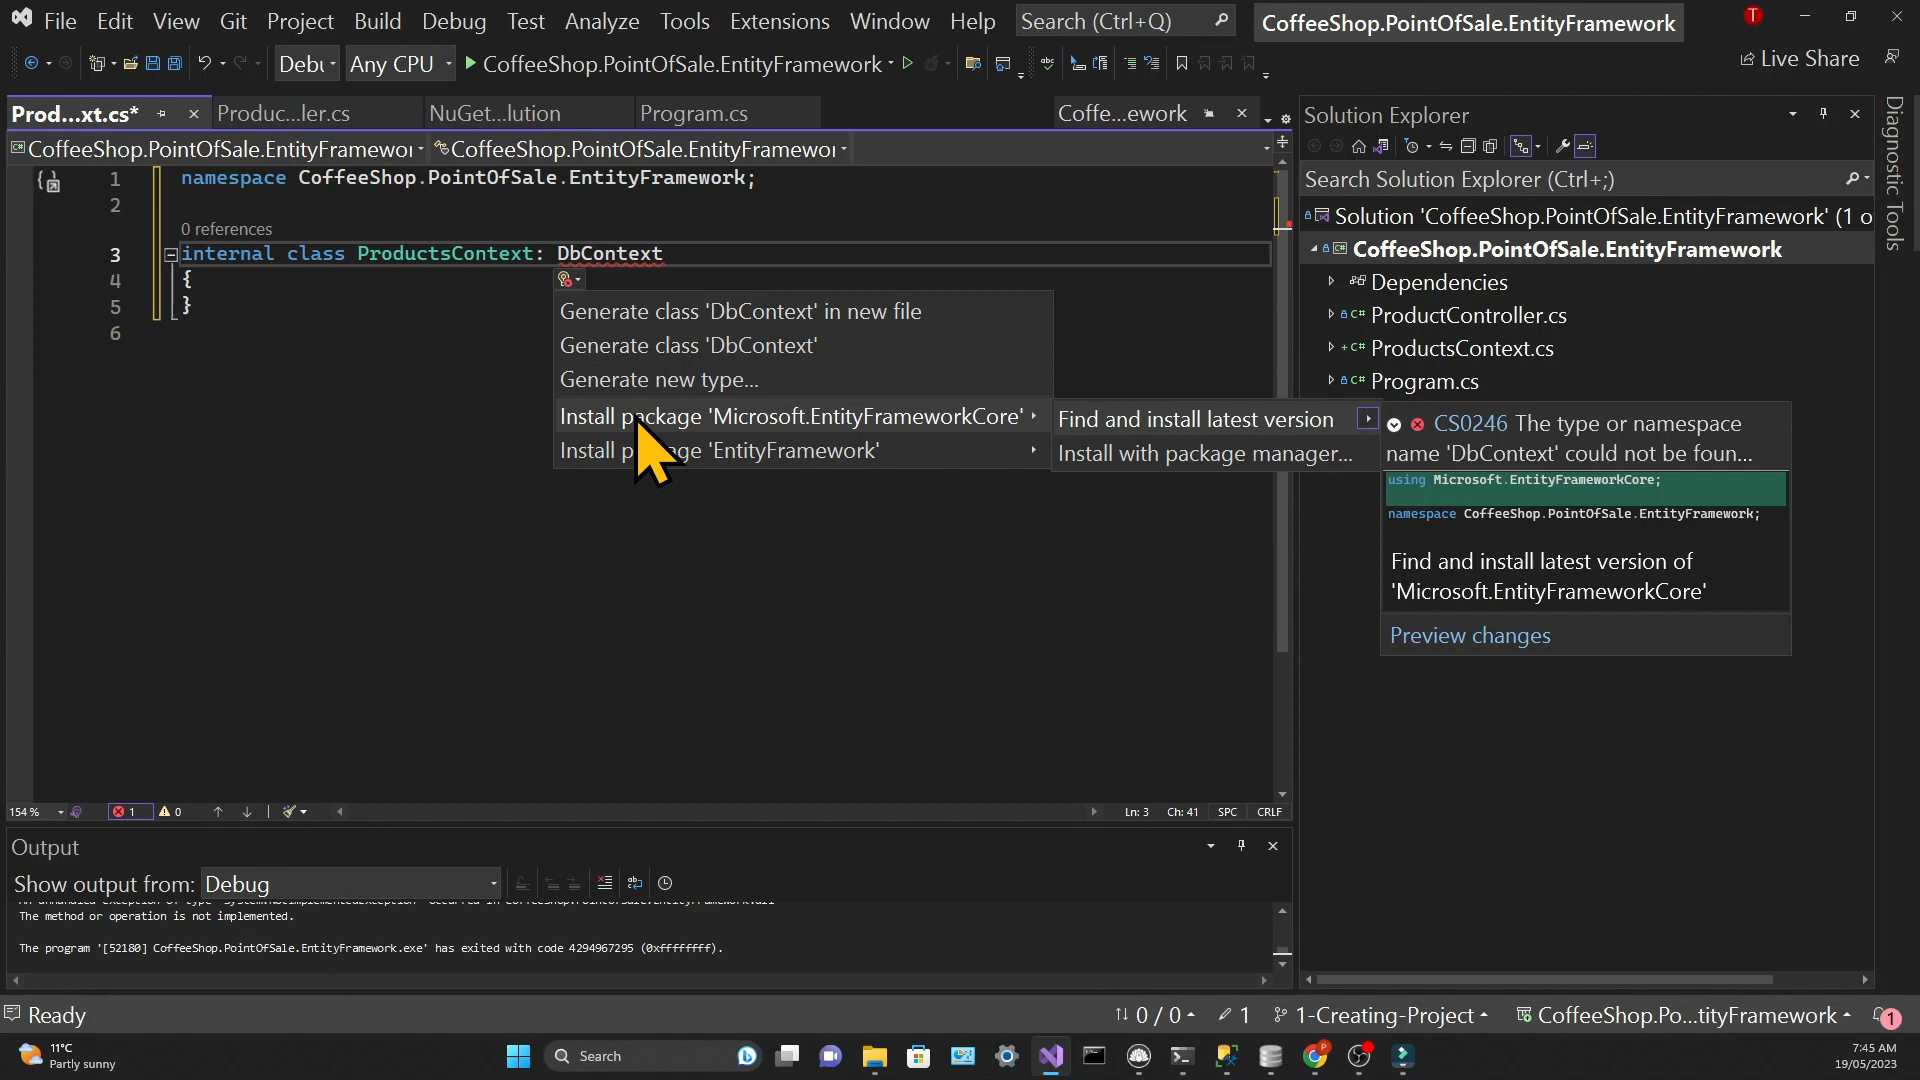 File Edit View Git Project Build Debug Test Analyze Tools Extensions Window Help Search (Ctrl+Q) CoffeeShop.PointOfSale.EntityFramework T
Debu Any CPU CoffeeShop.PointOfSale.EntityFramework Live Share
Prod...xt.cs* Produc...ler.cs NuGet...lution Program.cs Coffe...ework
CoffeeShop.PointOfSale.EntityFramewor CoffeeShop.PointOfSale.EntityFramewor
1 namespace CoffeeShop.PointOfSale.EntityFramework;
2
0 references
3 internal class ProductsContext: DbContext
4 {
5 }
6
Generate class 'DbContext' in new file
Generate class 'DbContext'
Generate new type...
Install package 'Microsoft.EntityFrameworkCore'
Install package 'EntityFramework'
Find and install latest version
Install with package manager...
CS0246 The type or namespace
name 'DbContext' could not be foun...
using Microsoft.EntityFrameworkCore;
namespace CoffeeShop.PointOfSale.EntityFramework;
Find and install latest version of
'Microsoft.EntityFrameworkCore'
Preview changes
Solution Explorer
Search Solution Explorer (Ctrl+;)
Solution 'CoffeeShop.PointOfSale.EntityFramework' (1 o
CoffeeShop.PointOfSale.EntityFramework
Dependencies
C# ProductController.cs
C# ProductsContext.cs
C# Program.cs
Diagnostic Tools
154 % 1 0 Ln: 3 Ch: 41 SPC CRLF
Output
Show output from: Debug
The method or operation is not implemented.
The program '[52180] CoffeeShop.PointOfSale.EntityFramework.exe' has exited with code 4294967295 (0xffffffff).
Ready 0 / 0 1 1-Creating-Project CoffeeShop.Po...tityFramework 1
11°C
Partly sunny
Search
7:45 AM
19/05/2023